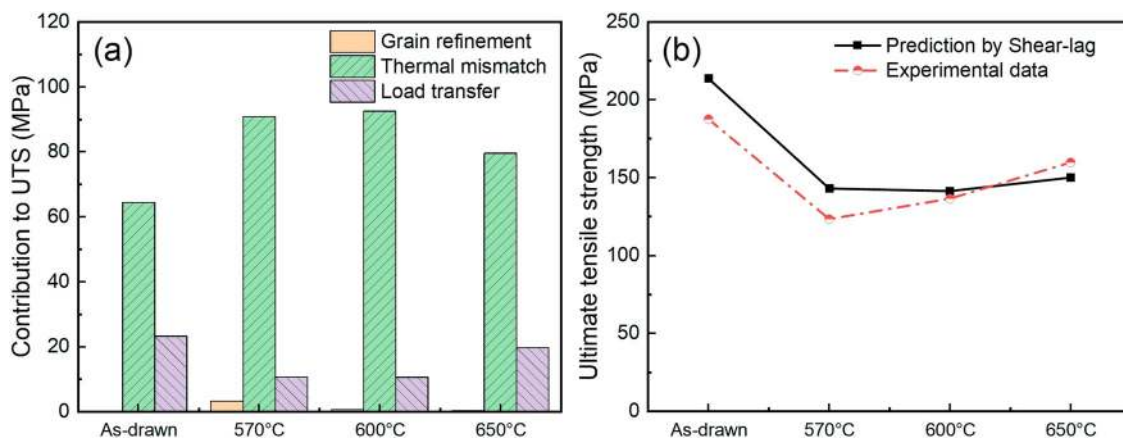 (a)
Grain refinement
Thermal mismatch
Load transfer
Contribution to UTS (MPa)
120
100
80
60
40
20
0
As-drawn 570°C 600°C 650°C
(b)
Prediction by Shear-lag
Experimental data
Ultimate tensile strength (MPa)
250
200
150
100
50
0
As-drawn 570°C 600°C 650°C